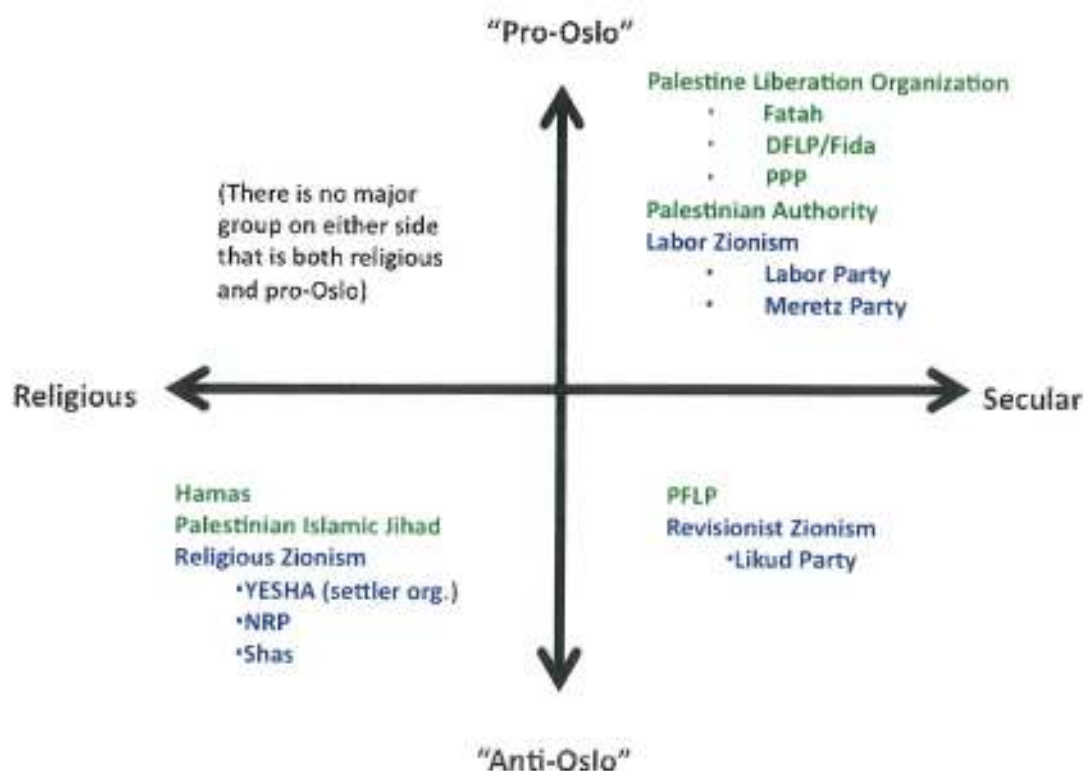 "Pro-Oslo"
Palestine Liberation Organization
· Fatah
· DFLP/Fida
· PPP
Palestinian Authority
Labor Zionism
· Labor Party
· Meretz Party
(There is no major
group on either side
that is both religious
and pro-Oslo)
Religious
Secular
Hamas
Palestinian Islamic Jihad
Religious Zionism
•YESHA (settler org.)
•NRP
•Shas
PFLP
Revisionist Zionism
•Likud Party
"Anti-Oslo"